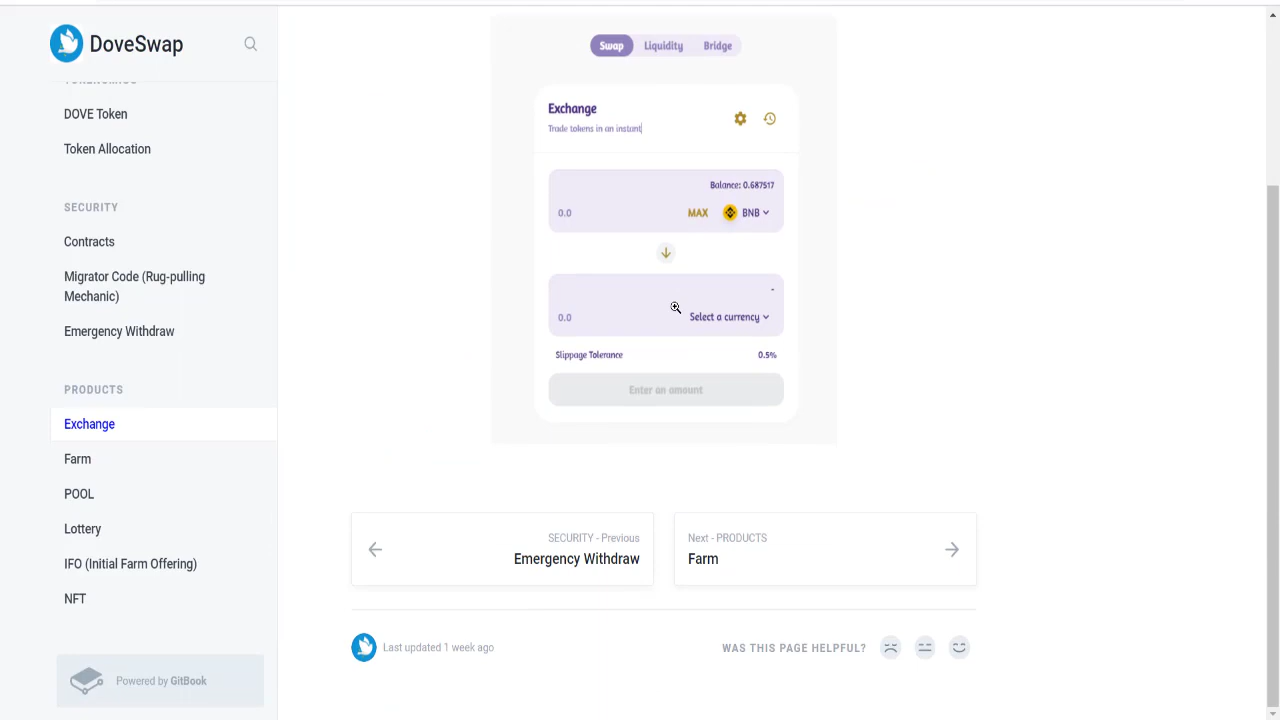 DoveSwap
TOKENOMICS
DOVE Token
Token Allocation
SECURITY
Contracts
Migrator Code (Rug-pulling
Mechanic)
Emergency Withdraw
PRODUCTS
Exchange
Farm
POOL
Lottery
IFO (Initial Farm Offering)
NFT
Powered by GitBook
Swap Liquidity Bridge
Exchange
Trade tokens in an instant
Balance: 0.687517
0.0 MAX BNB
-
0.0 Select a currency
Slippage Tolerance 0.5%
Enter an amount
SECURITY - Previous
Emergency Withdraw
Next - PRODUCTS
Farm
Last updated 1 week ago
WAS THIS PAGE HELPFUL?